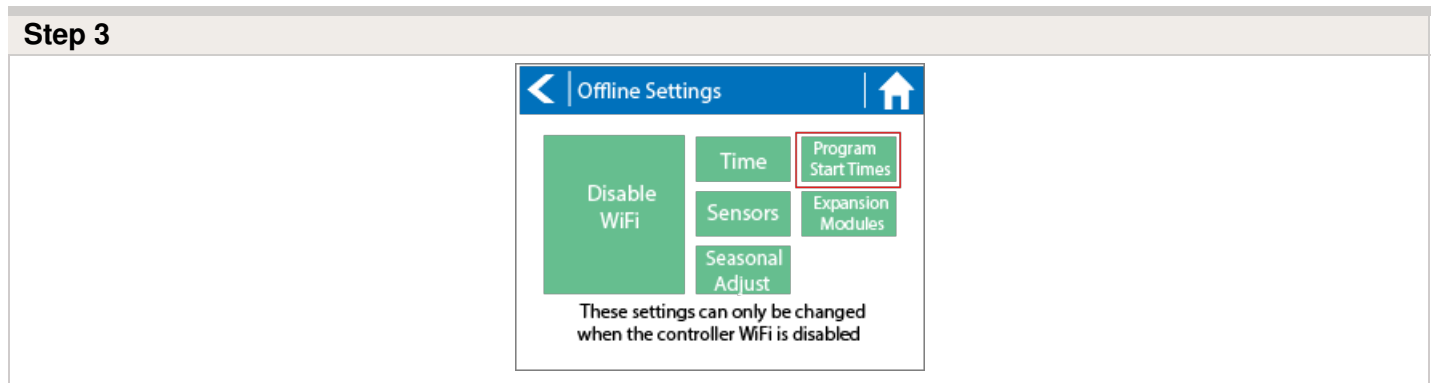 Step 3
Offline Settings
Disable
WiFi
Time
Program
Start Times
Sensors
Expansion
Modules
Seasonal
Adjust
These settings can only be changed
when the controller WiFi is disabled